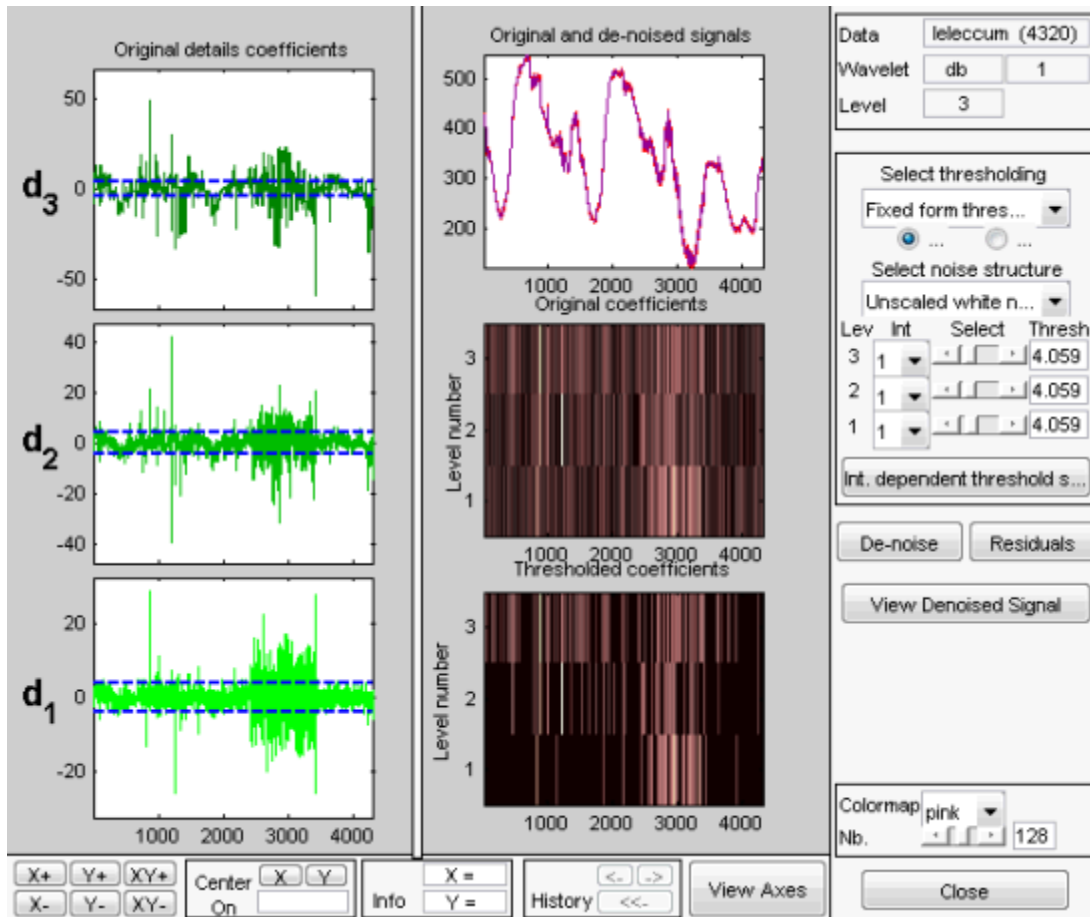 Original details coefficients
50
0
-50
d3
40
20
0
-20
-40
d2
20
0
-20
d1
1000 2000 3000 4000
Original and de-noised signals
500
400
300
200
1000 2000 3000 4000
Original coefficients
Level number
3
2
1
1000 2000 3000 4000
Thresholded coefficients
Level number
3
2
1
1000 2000 3000 4000
Data leleccum (4320)
Wavelet db 1
Level 3
Select thresholding
Fixed form thres...
... ...
Select noise structure
Unscaled white n...
Lev Int Select Thresh
3 1 4.059
2 1 4.059
1 1 4.059
Int. dependent threshold s...
De-noise Residuals
View Denoised Signal
Colormap pink
Nb. 128
Close
X+ Y+ XY+
X- Y- XY-
Center On X Y
Info X =
Y =
History <- ->
<<-
View Axes